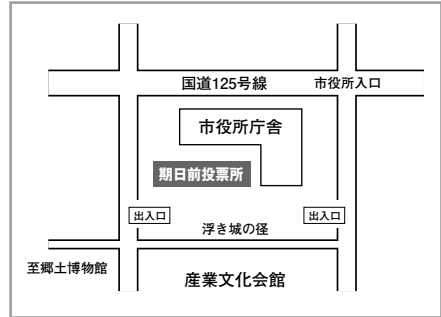 国道125号線
市役所入口
市役所庁舎
期日前投票所
出入口
出入口
浮き城の径
至郷土博物館
産業文化会館